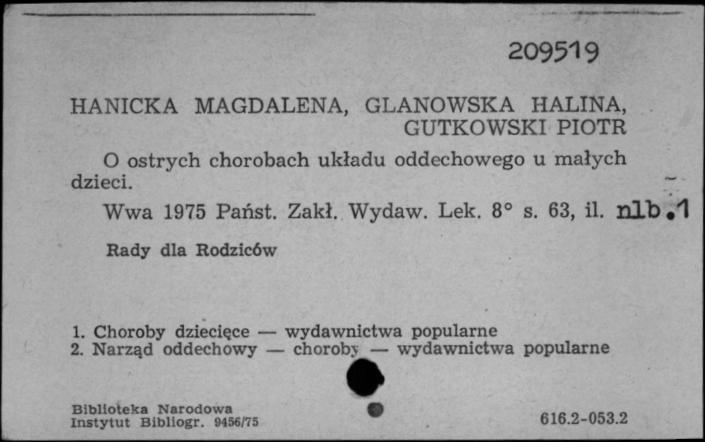 209519
HANICKA MAGDALENA, GLANOWSKA HALINA,
GUTKOWSKI PIOTR
O ostrych chorobach układu oddechowego u małych
dzieci.
Wwa 1975 Państ. Zakł. Wydaw. Lek. 8° s. 63, il. nlb.1
Rady dla Rodziców
1. Choroby dziecięce — wydawnictwa popularne
2. Narząd oddechowy — choroby — wydawnictwa popularne
Biblioteka Narodowa
Instytut Bibliogr. 9456/75
616.2-053.2